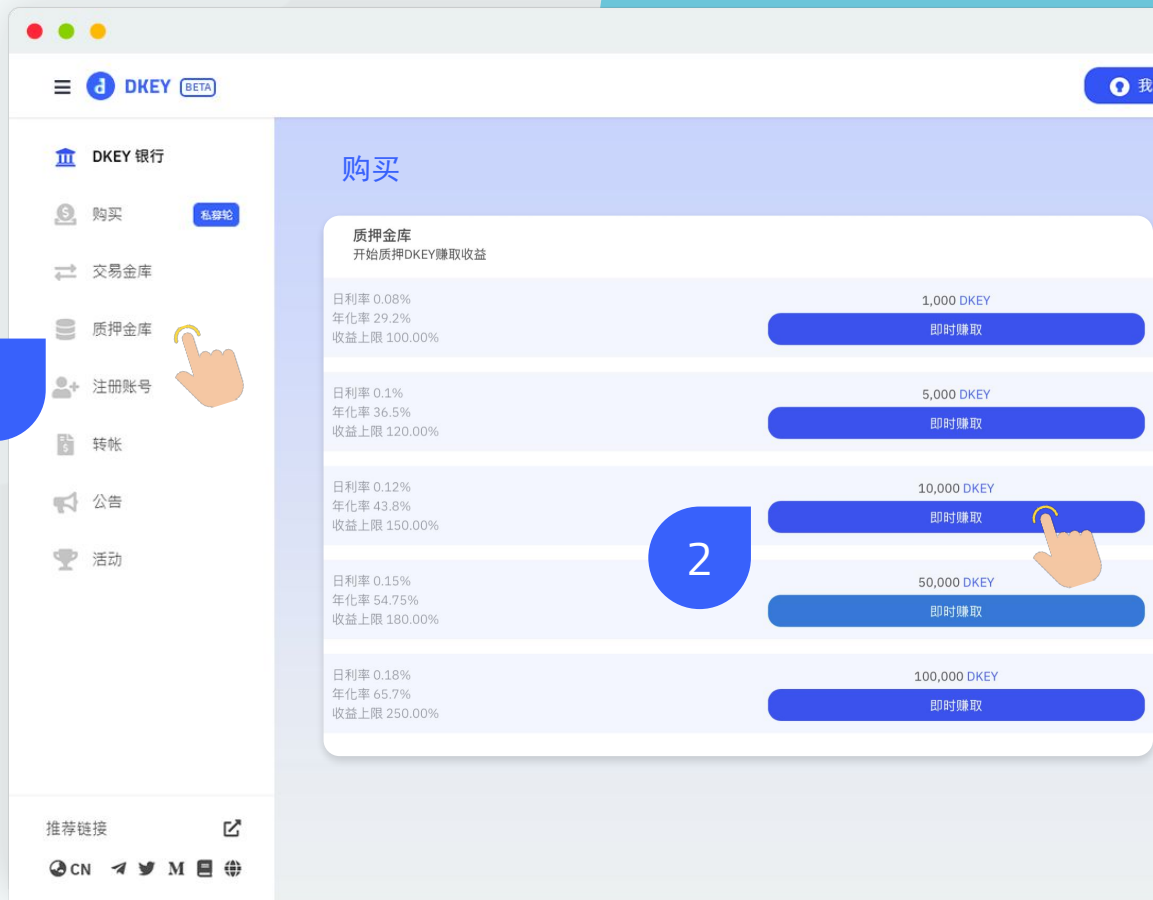 DKEY BETA
我
DKEY 银行
购买 私募轮
交易金库
质押金库
注册账号
转帐
公告
活动
推荐链接
CN
购买
质押金库
开始质押DKEY赚取收益
日利率 0.08%
年化率 29.2%
收益上限 100.00%
1,000 DKEY
即时赚取
日利率 0.1%
年化率 36.5%
收益上限 120.00%
5,000 DKEY
即时赚取
日利率 0.12%
年化率 43.8%
收益上限 150.00%
10,000 DKEY
即时赚取
2
日利率 0.15%
年化率 54.75%
收益上限 180.00%
50,000 DKEY
即时赚取
日利率 0.18%
年化率 65.7%
收益上限 250.00%
100,000 DKEY
即时赚取